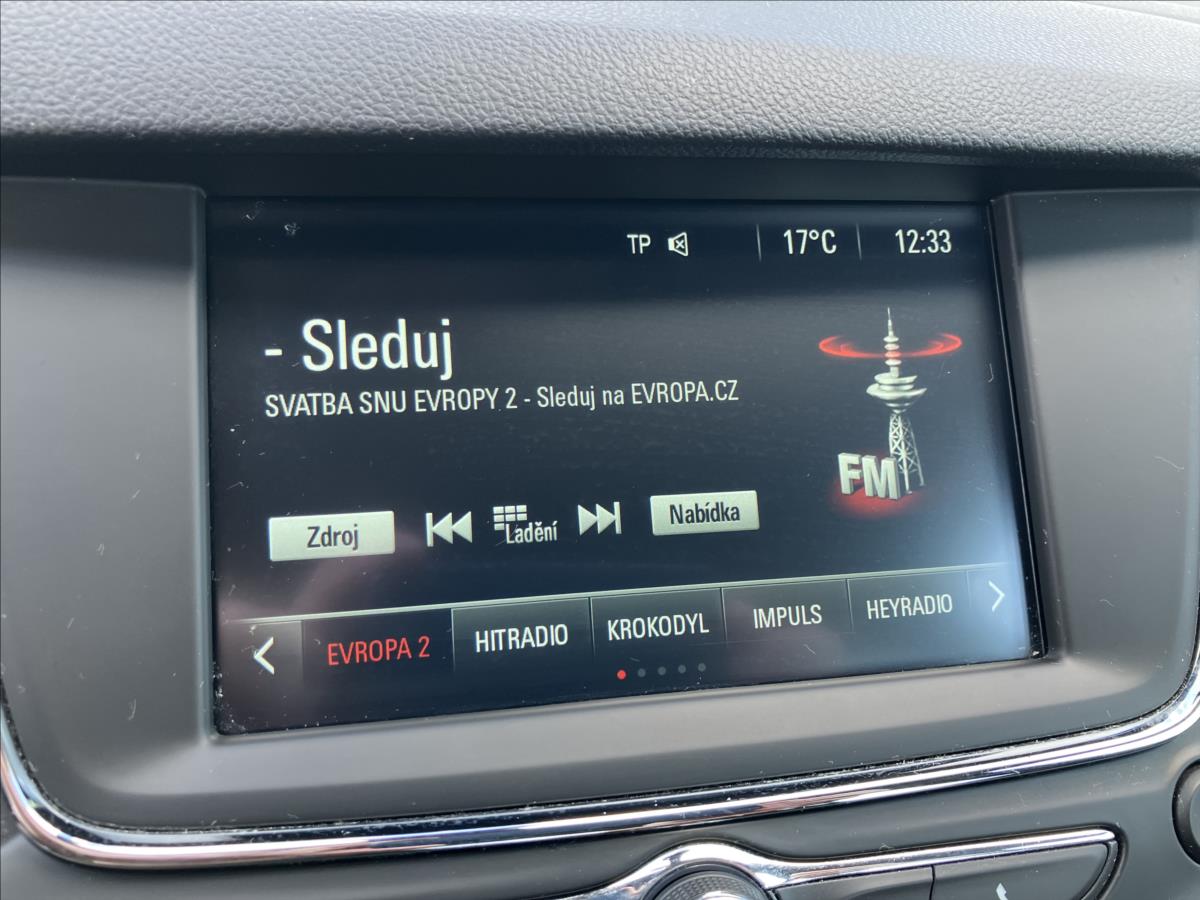 TP 17°C 12:33
- Sleduj
SVATBA SNU EVROPY 2 - Sleduj na EVROPA.CZ
FM
Zdroj Ladění Nabídka
EVROPA 2 HITRADIO KROKODYL IMPULS HEYRADIO